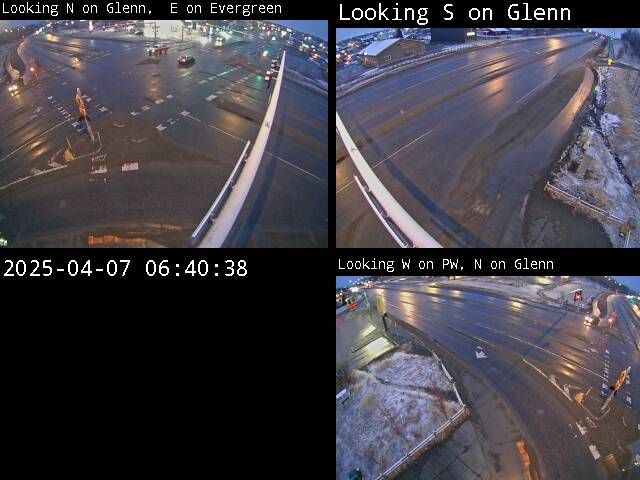 Looking N on Glenn,  E on Evergreen
Looking S on Glenn
2025-04-07 06:40:38
Looking W on PW, N on Glenn